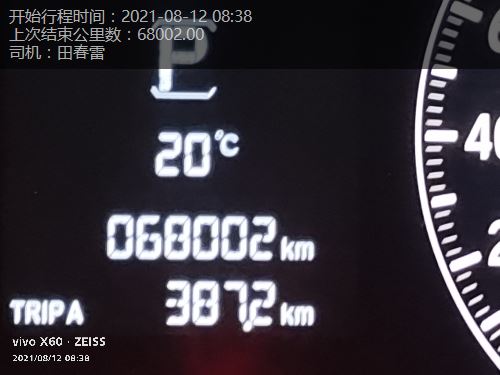 开始行程时间：2021-08-12 08:38
上次结束公里数：68002.00
司机：田春雷
P
20°C
40
068002 km
2
TRIP A 387.2 km
vivo X60 · ZEISS
2021/08/12 08:38